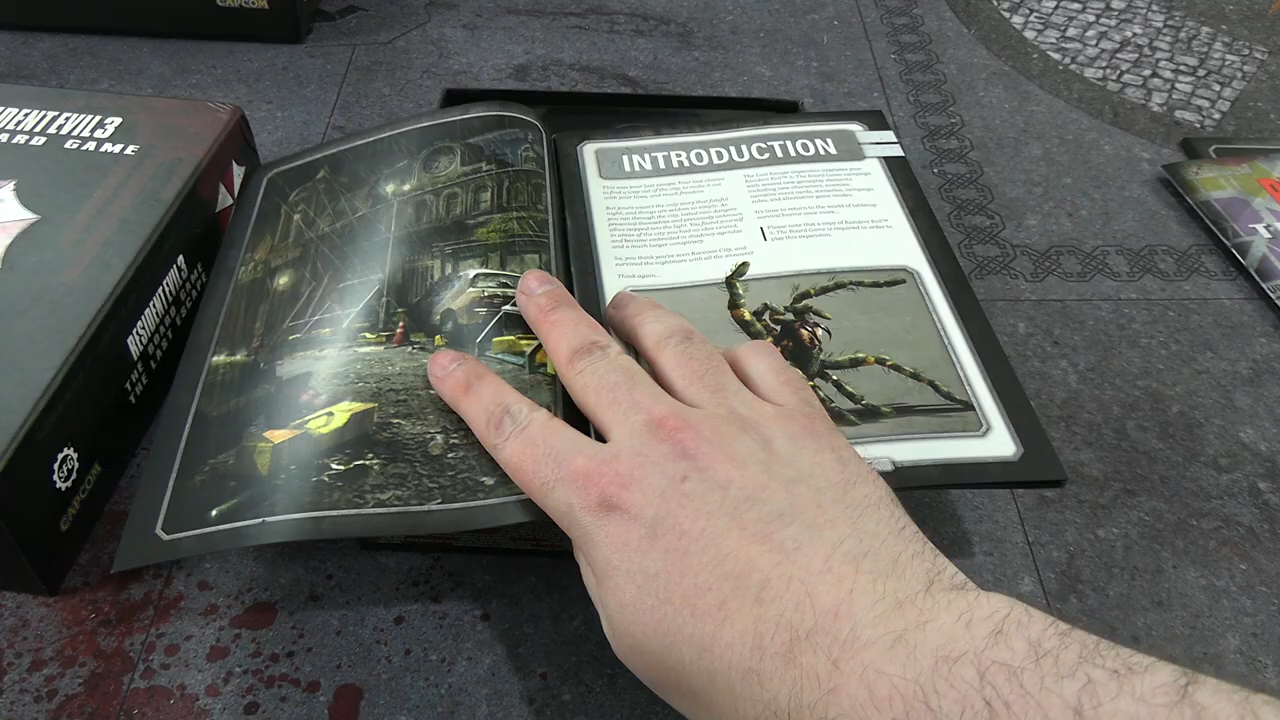 CAPCOM
IDENT EVIL 3
ARD GAME
RESIDENT EVIL 3
THE BOARD GAME
THE LAST ESCAPE
SFG
CAPCOM
INTRODUCTION
This was your last escape. Your last chance
to find a way out of the city, to make it out
with your lives, and much freedom.
But yours wasn't the only story that fateful
night, and things are seldom so simple. As
you ran through the city, lethal new dangers
presented themselves and previously unknown
allies stepped into the light. You found yourself
in areas of the city you had no idea existed,
and became embroiled in shadowy agendas
and a much larger conspiracy.
So, you think you've seen Raccoon City, and
survived the nightmare with all the answers?
Think again...
The Last Escape expansion upgrades your
Resident Evil™ 3: The Board Game campaign
with several new gameplay elements
including new characters, enemies,
narrative event cards, scenarios, campaign
rules, and alternative game modes.
It's time to return to the world of tabletop
survival horror once more...
Please note that a copy of Resident Evil™
3: The Board Game is required in order to
play this expansion.